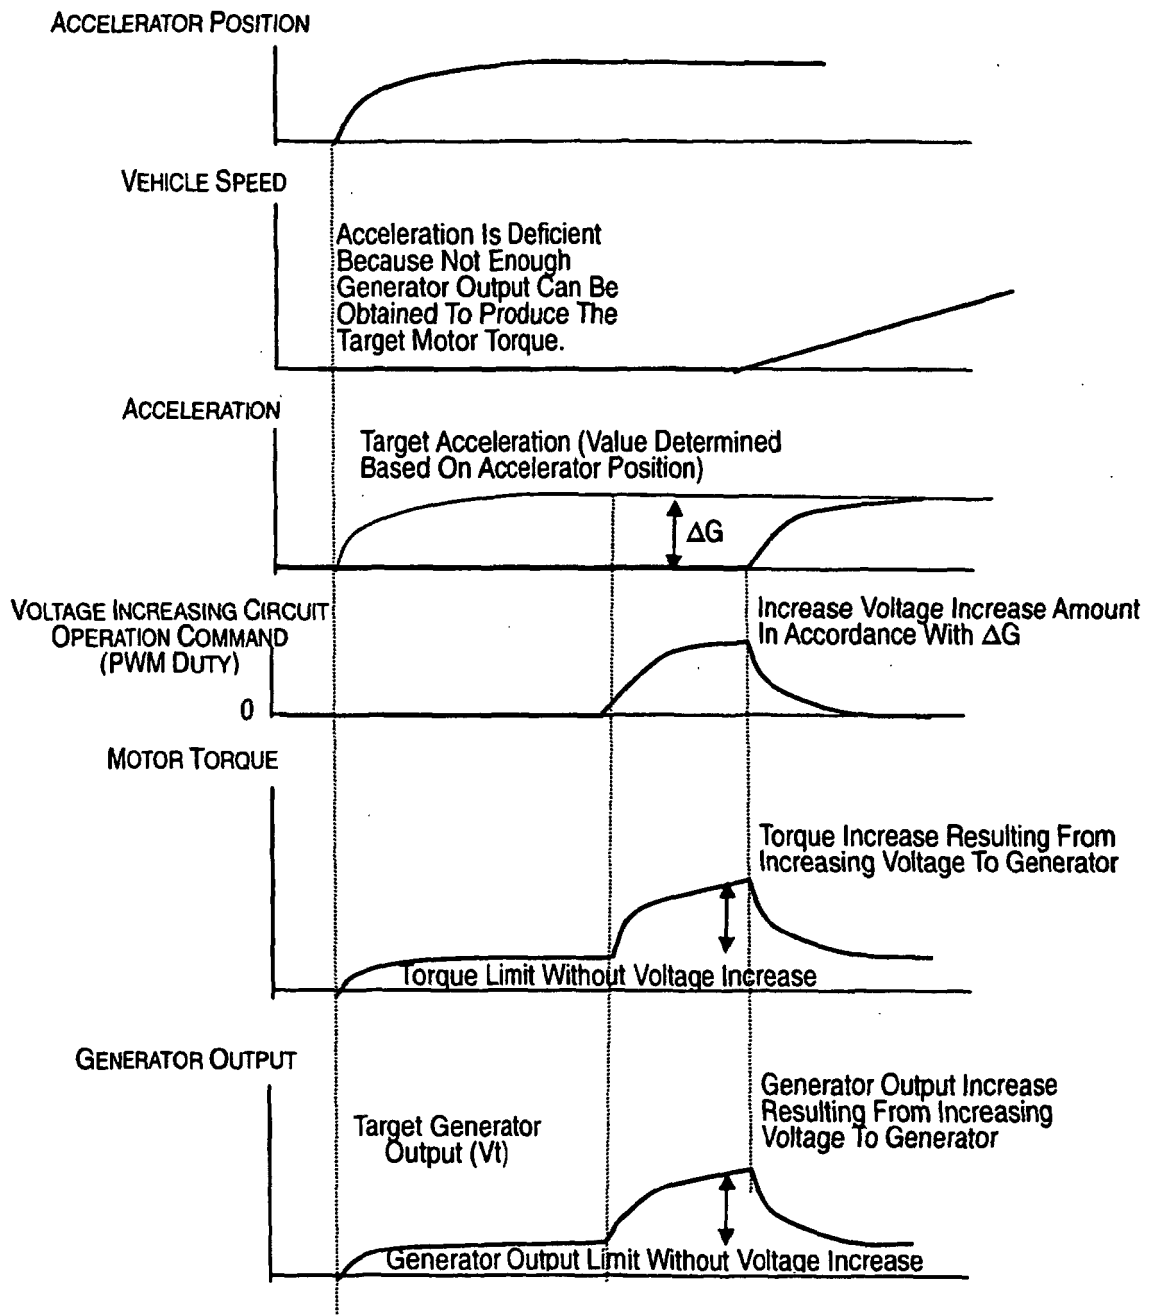 ACCELERATOR POSITION
VEHICLE SPEED
Acceleration Is Deficient
Because Not Enough
Generator Output Can Be
Obtained To Produce The
Target Motor Torque.
ACCELERATION
Target Acceleration (Value Determined
Based On Accelerator Position)
ΔG
VOLTAGE INCREASING CIRCUIT
OPERATION COMMAND
(PWM DUTY)
0
Increase Voltage Increase Amount
In Accordance With ΔG
MOTOR TORQUE
Torque Increase Resulting From
Increasing Voltage To Generator
Torque Limit Without Voltage Increase
GENERATOR OUTPUT
Target Generator
Output (Vt)
Generator Output Increase
Resulting From Increasing
Voltage To Generator
Generator Output Limit Without Voltage Increase